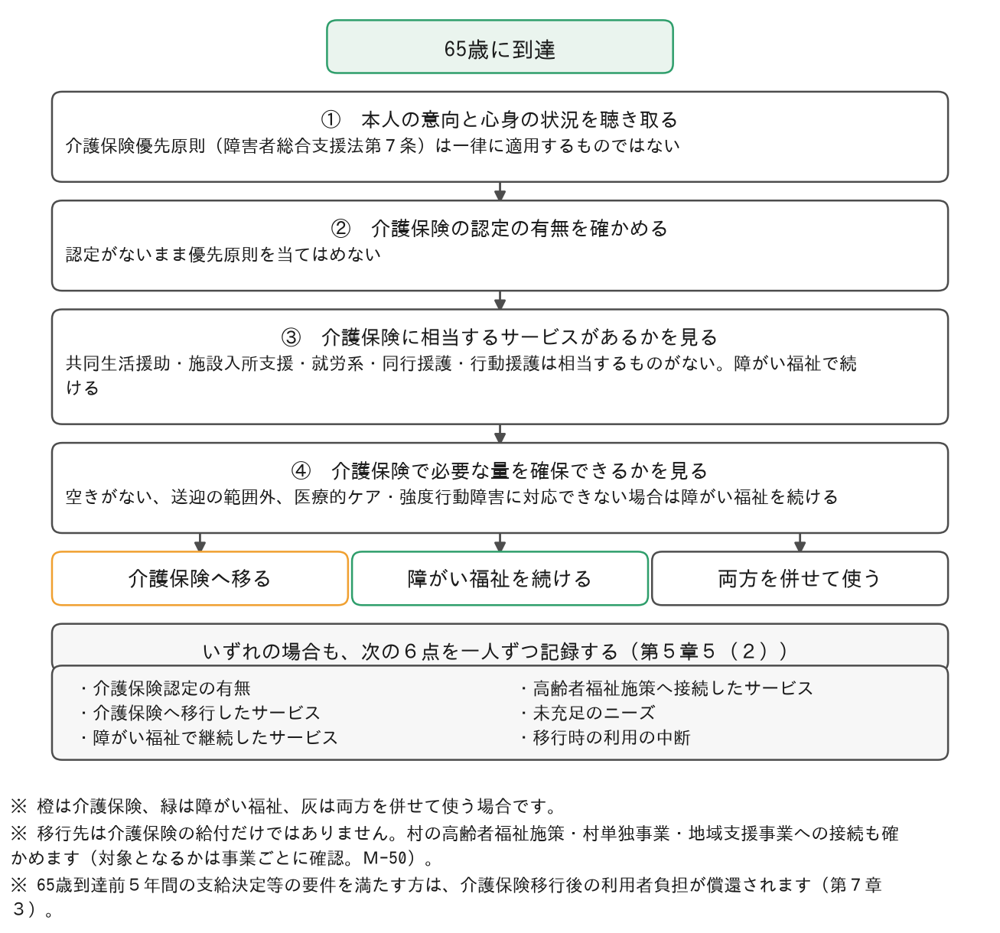 65歳に到達
①　本人の意向と心身の状況を聴き取る
介護保険優先原則（障害者総合支援法第７条）は一律に適用するものではない
②　介護保険の認定の有無を確かめる
認定がないまま優先原則を当てはめない
③　介護保険に相当するサービスがあるかを見る
共同生活援助・施設入所支援・就労系・同行援護・行動援護は相当するものがない。障がい福祉で続
ける
④　介護保険で必要な量を確保できるかを見る
空きがない、送迎の範囲外、医療的ケア・強度行動障害に対応できない場合は障がい福祉を続ける
介護保険へ移る
障がい福祉を続ける
両方を併せて使う
いずれの場合も、次の６点を一人ずつ記録する（第５章５（２））
・介護保険認定の有無
・介護保険へ移行したサービス
・障がい福祉で継続したサービス
・高齢者福祉施策へ接続したサービス
・未充足のニーズ
・移行時の利用の中断
※ 橙は介護保険、緑は障がい福祉、灰は両方を併せて使う場合です。
※ 移行先は介護保険の給付だけではありません。村の高齢者福祉施策・村単独事業・地域支援事業への接続も確
かめます（対象となるかは事業ごとに確認。Ｍ-50）。
※ 65歳到達前５年間の支給決定等の要件を満たす方は、介護保険移行後の利用者負担が償還されます（第７章
３）。